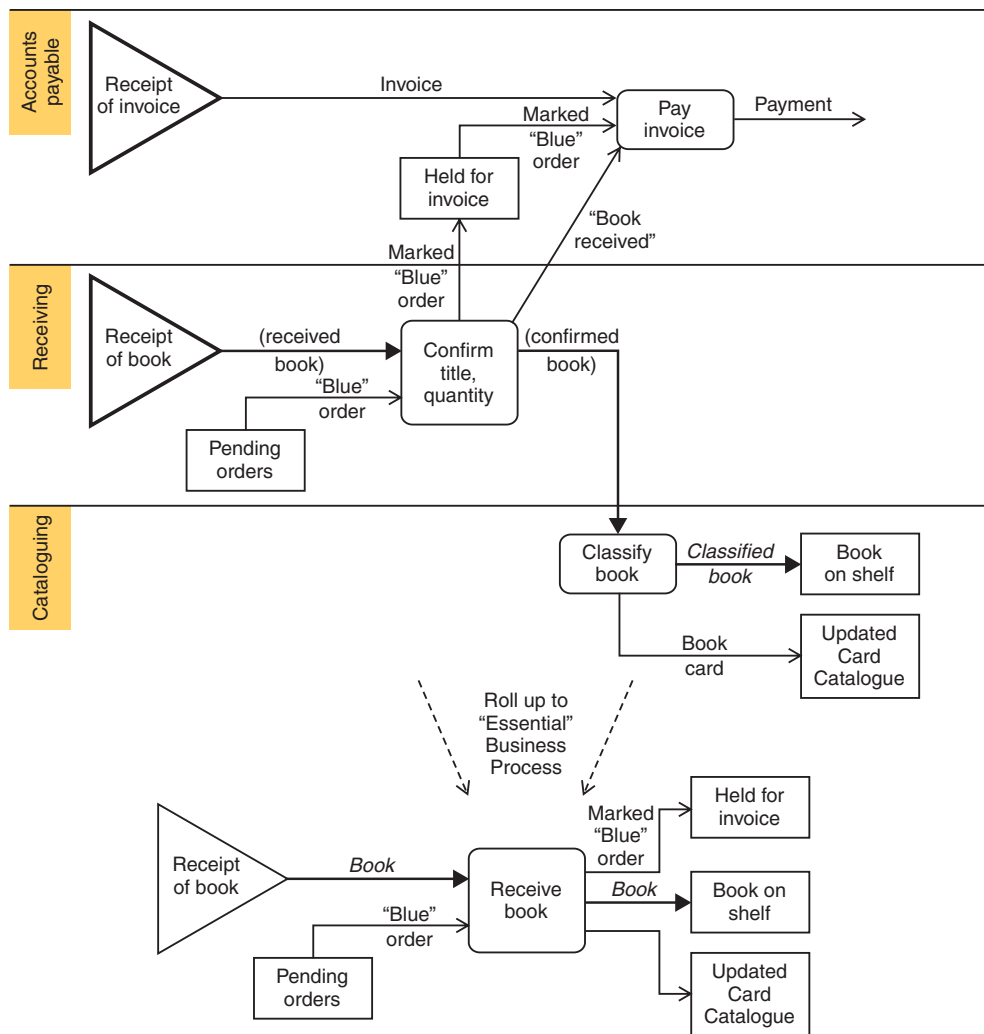 Accounts
payable
Receipt
of invoice
Invoice
Pay
invoice
Payment
Marked
“Blue”
order
Held for
invoice
“Book
received”
Marked
“Blue”
order
Receiving
Receipt
of book
(received
book)
“Blue”
order
Pending
orders
Confirm
title,
quantity
(confirmed
book)
Cataloguing
Classify
book
Classified
book
Book
on shelf
Book
card
Updated
Card
Catalogue
Roll up to
“Essential”
Business
Process
Receipt
of book
Book
“Blue”
order
Pending
orders
Receive
book
Marked
“Blue”
order
Held for
invoice
Book
Book on
shelf
Updated
Card
Catalogue